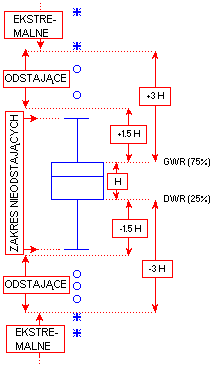 EKSTRE-
MALNE
ODSTAJĄCE
+3 H
+1.5 H
ZAKRES NIEODSTAJĄCYCH
GWR (75%)
H
DWR (25%)
-1.5 H
-3 H
ODSTAJĄCE
EKSTRE-
MALNE